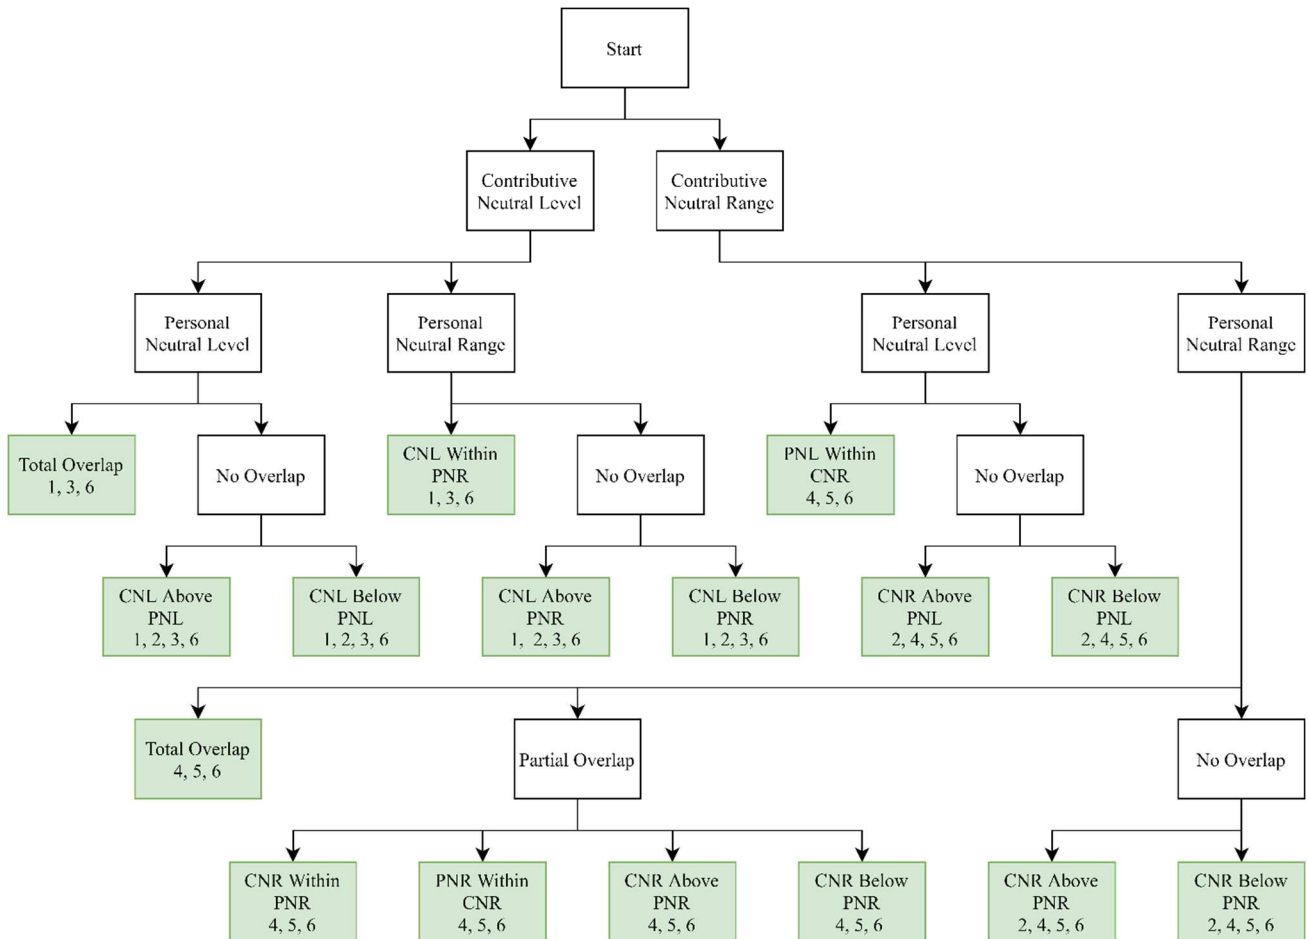 Start
Contributive
Neutral Level
Contributive
Neutral Range
Personal
Neutral Level
Personal
Neutral Range
Personal
Neutral Level
Personal
Neutral Range
Total Overlap
1, 3, 6
No Overlap
CNL Within
PNR
1, 3, 6
No Overlap
PNL Within
CNR
4, 5, 6
No Overlap
CNL Above
PNL
1, 2, 3, 6
CNL Below
PNL
1, 2, 3, 6
CNL Above
PNR
1, 2, 3, 6
CNL Below
PNR
1, 2, 3, 6
CNR Above
PNL
2, 4, 5, 6
CNR Below
PNL
2, 4, 5, 6
Total Overlap
4, 5, 6
Partial Overlap
No Overlap
CNR Within
PNR
4, 5, 6
PNR Within
CNR
4, 5, 6
CNR Above
PNR
4, 5, 6
CNR Below
PNR
4, 5, 6
CNR Above
PNR
2, 4, 5, 6
CNR Below
PNR
2, 4, 5, 6